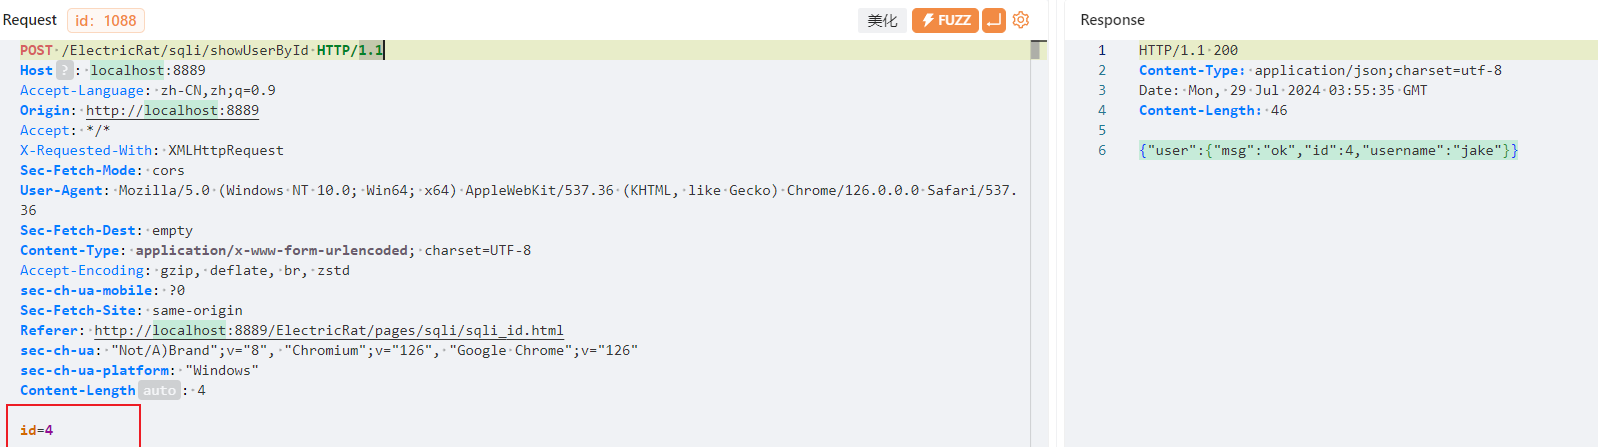 Request id: 1088 美化 FUZZ
POST /ElectricRat/sqli/showUserById HTTP/1.1
Host ? : localhost:8889
Accept-Language: zh-CN,zh;q=0.9
Origin: http://localhost:8889
Accept: */*
X-Requested-With: XMLHttpRequest
Sec-Fetch-Mode: cors
User-Agent: Mozilla/5.0 (Windows NT 10.0; Win64; x64) AppleWebKit/537.36 (KHTML, like Gecko) Chrome/126.0.0.0 Safari/537.
36
Sec-Fetch-Dest: empty
Content-Type: application/x-www-form-urlencoded; charset=UTF-8
Accept-Encoding: gzip, deflate, br, zstd
sec-ch-ua-mobile: ?0
Sec-Fetch-Site: same-origin
Referer: http://localhost:8889/ElectricRat/pages/sqli/sqli_id.html
sec-ch-ua: "Not/A)Brand";v="8", "Chromium";v="126", "Google Chrome";v="126"
sec-ch-ua-platform: "Windows"
Content-Length auto : 4
id=4
Response
1 HTTP/1.1 200
2 Content-Type: application/json;charset=utf-8
3 Date: Mon, 29 Jul 2024 03:55:35 GMT
4 Content-Length: 46
5
6 {"user":{"msg":"ok","id":4,"username":"jake"}}